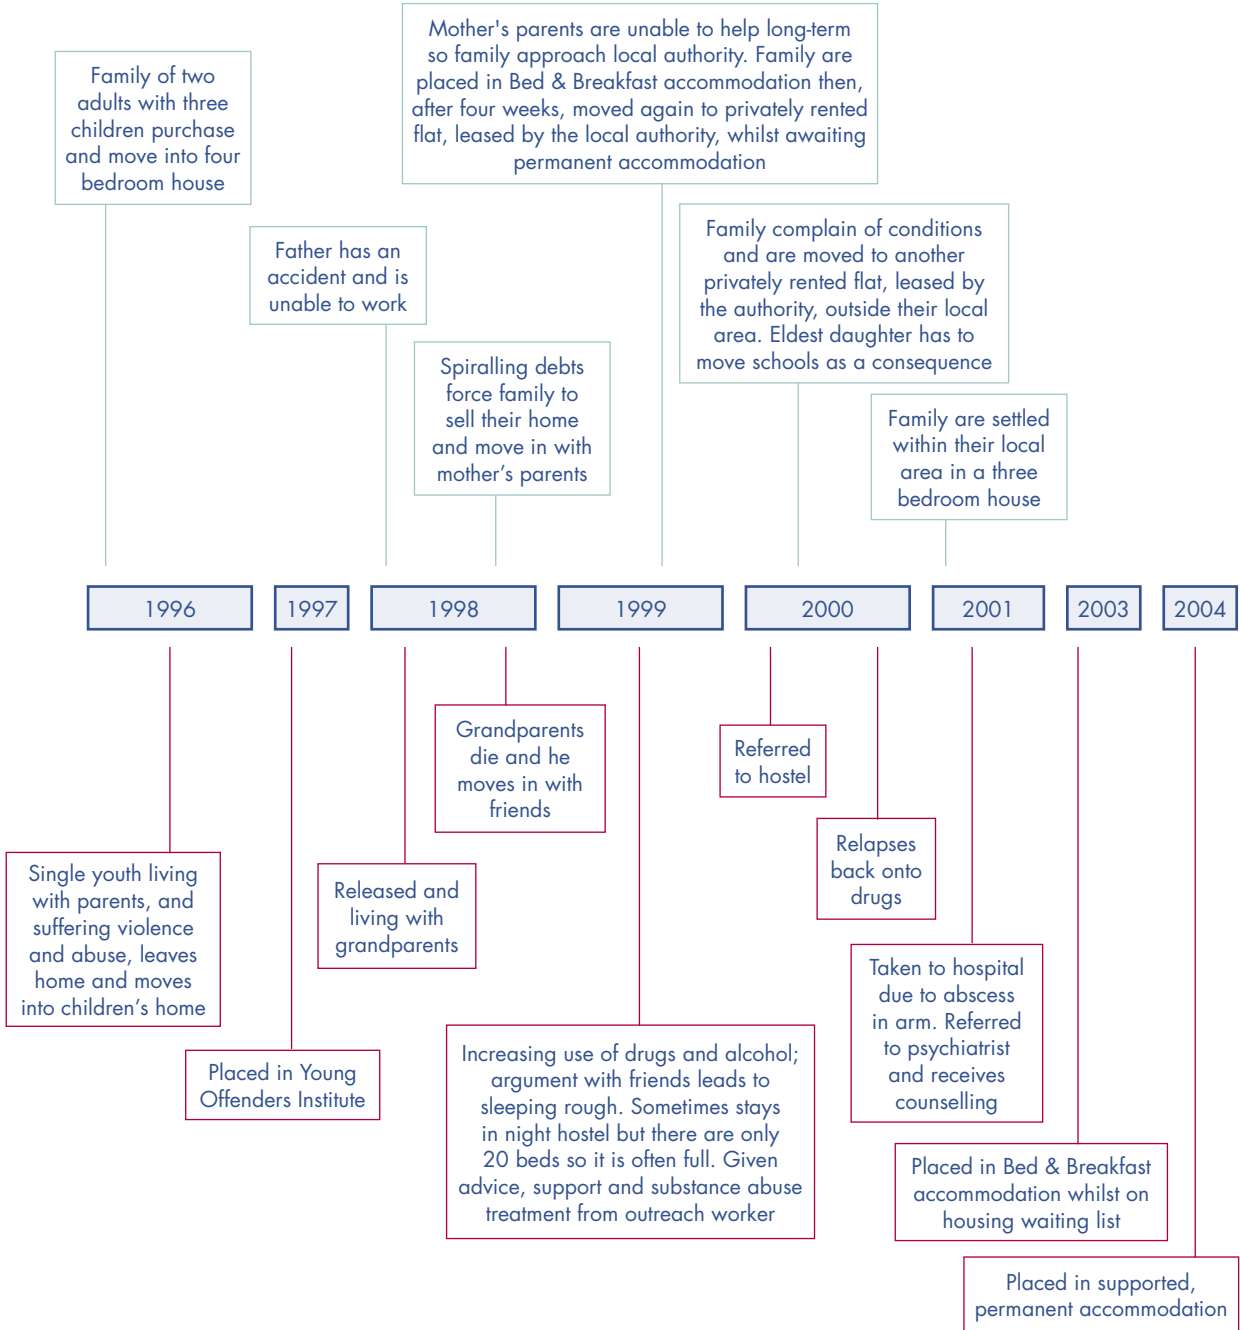 Mother's parents are unable to help long-term
so family approach local authority. Family are
placed in Bed & Breakfast accommodation then,
after four weeks, moved again to privately rented
flat, leased by the local authority, whilst awaiting
permanent accommodation
Family of two
adults with three
children purchase
and move into four
bedroom house
Father has an
accident and is
unable to work
Family complain of conditions
and are moved to another
privately rented flat, leased by
the authority, outside their local
area. Eldest daughter has to
move schools as a consequence
Spiralling debts
force family to
sell their home
and move in with
mother’s parents
Family are settled
within their local
area in a three
bedroom house
1996
1997
1998
1999
2000
2001
2003
2004
Grandparents
die and he
moves in with
friends
Referred
to hostel
Relapses
back onto
drugs
Single youth living
with parents, and
suffering violence
and abuse, leaves
home and moves
into children’s home
Released and
living with
grandparents
Taken to hospital
due to abscess
in arm. Referred
to psychiatrist
and receives
counselling
Placed in Young
Offenders Institute
Increasing use of drugs and alcohol;
argument with friends leads to
sleeping rough. Sometimes stays
in night hostel but there are only
20 beds so it is often full. Given
advice, support and substance abuse
treatment from outreach worker
Placed in Bed & Breakfast
accommodation whilst on
housing waiting list
Placed in supported,
permanent accommodation